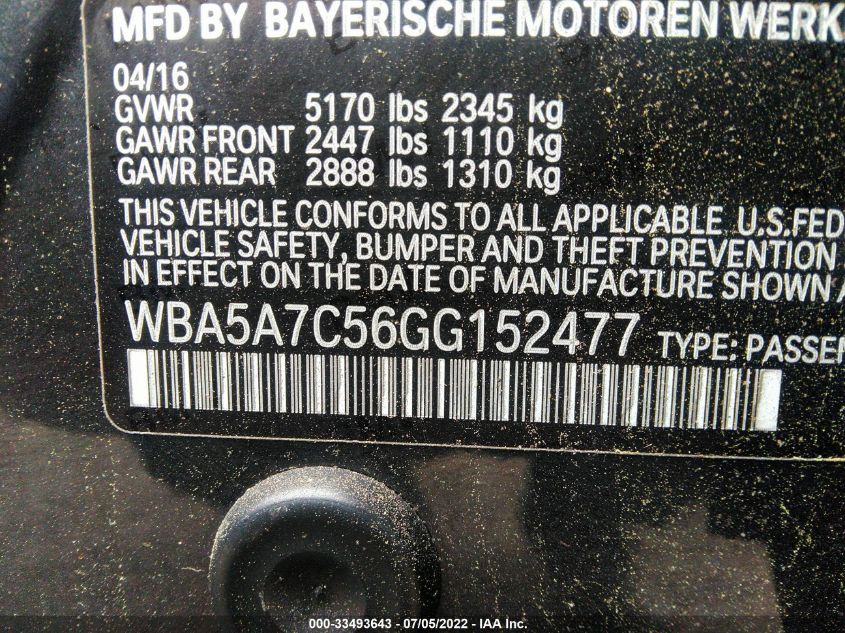 MFD BY BAYERISCHE MOTOREN WERK
04/16
GVWR 5170 lbs 2345 kg
GAWR FRONT 2447 lbs 1110 kg
GAWR REAR 2888 lbs 1310 kg
THIS VEHICLE CONFORMS TO ALL APPLICABLE U.S.FED
VEHICLE SAFETY, BUMPER AND THEFT PREVENTION
IN EFFECT ON THE DATE OF MANUFACTURE SHOWN A
WBA5A7C56GG152477 TYPE: PASSEN
000-33493643 / 07/05/2022 - IAA Inc.